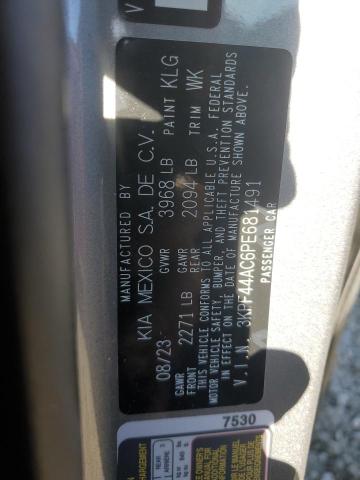 MANUFACTURED BY
KIA MEXICO S.A. DE C.V.
08/23 GVWR 3968 LB PAINT KLG
GAWR FRONT 2271 LB GAWR REAR 2094 LB TRIM WK
THIS VEHICLE CONFORMS TO ALL APPLICABLE U.S.A. FEDERAL
MOTOR VEHICLE SAFETY, BUMPER, AND THEFT PREVENTION STANDARDS
IN EFFECT ON THE DATE OF MANUFACTURE SHOWN ABOVE.
V.I.N. 3KPF44AC6PE681491
PASSENGER CAR
7530